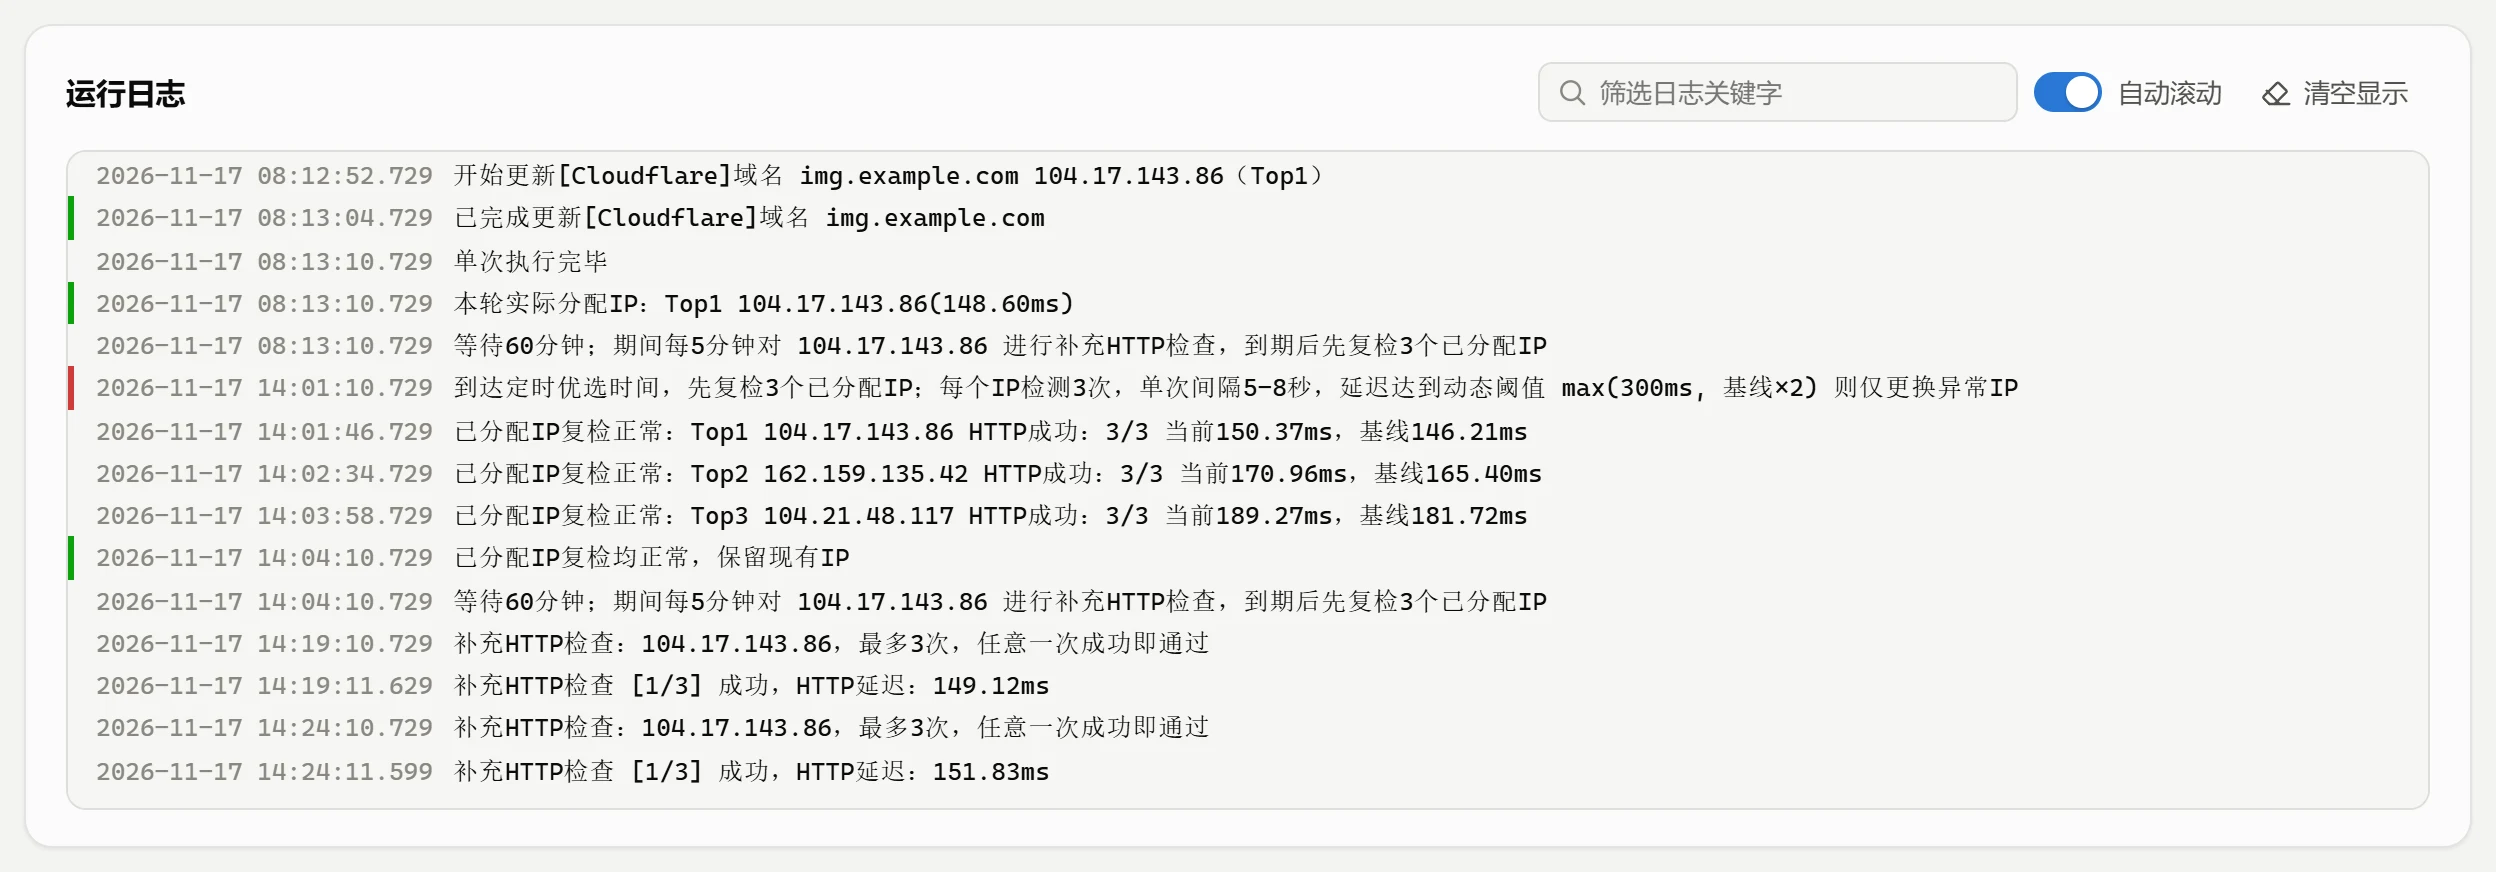 运行日志
筛选日志关键字
自动滚动
清空显示
2026-11-17 08:12:52.729 开始更新[Cloudflare]域名 img.example.com 104.17.143.86（Top1）
2026-11-17 08:13:04.729 已完成更新[Cloudflare]域名 img.example.com
2026-11-17 08:13:10.729 单次执行完毕
2026-11-17 08:13:10.729 本轮实际分配IP：Top1 104.17.143.86(148.60ms)
2026-11-17 08:13:10.729 等待60分钟；期间每5分钟对 104.17.143.86 进行补充HTTP检查，到期后先复检3个已分配IP
2026-11-17 14:01:10.729 到达定时优选时间，先复检3个已分配IP；每个IP检测3次，单次间隔5-8秒，延迟达到动态阈值 max(300ms, 基线×2) 则仅更换异常IP
2026-11-17 14:01:46.729 已分配IP复检正常：Top1 104.17.143.86 HTTP成功：3/3 当前150.37ms，基线146.21ms
2026-11-17 14:02:34.729 已分配IP复检正常：Top2 162.159.135.42 HTTP成功：3/3 当前170.96ms，基线165.40ms
2026-11-17 14:03:58.729 已分配IP复检正常：Top3 104.21.48.117 HTTP成功：3/3 当前189.27ms，基线181.72ms
2026-11-17 14:04:10.729 已分配IP复检均正常，保留现有IP
2026-11-17 14:04:10.729 等待60分钟；期间每5分钟对 104.17.143.86 进行补充HTTP检查，到期后先复检3个已分配IP
2026-11-17 14:19:10.729 补充HTTP检查：104.17.143.86，最多3次，任意一次成功即通过
2026-11-17 14:19:11.629 补充HTTP检查 [1/3] 成功，HTTP延迟：149.12ms
2026-11-17 14:24:10.729 补充HTTP检查：104.17.143.86，最多3次，任意一次成功即通过
2026-11-17 14:24:11.599 补充HTTP检查 [1/3] 成功，HTTP延迟：151.83ms